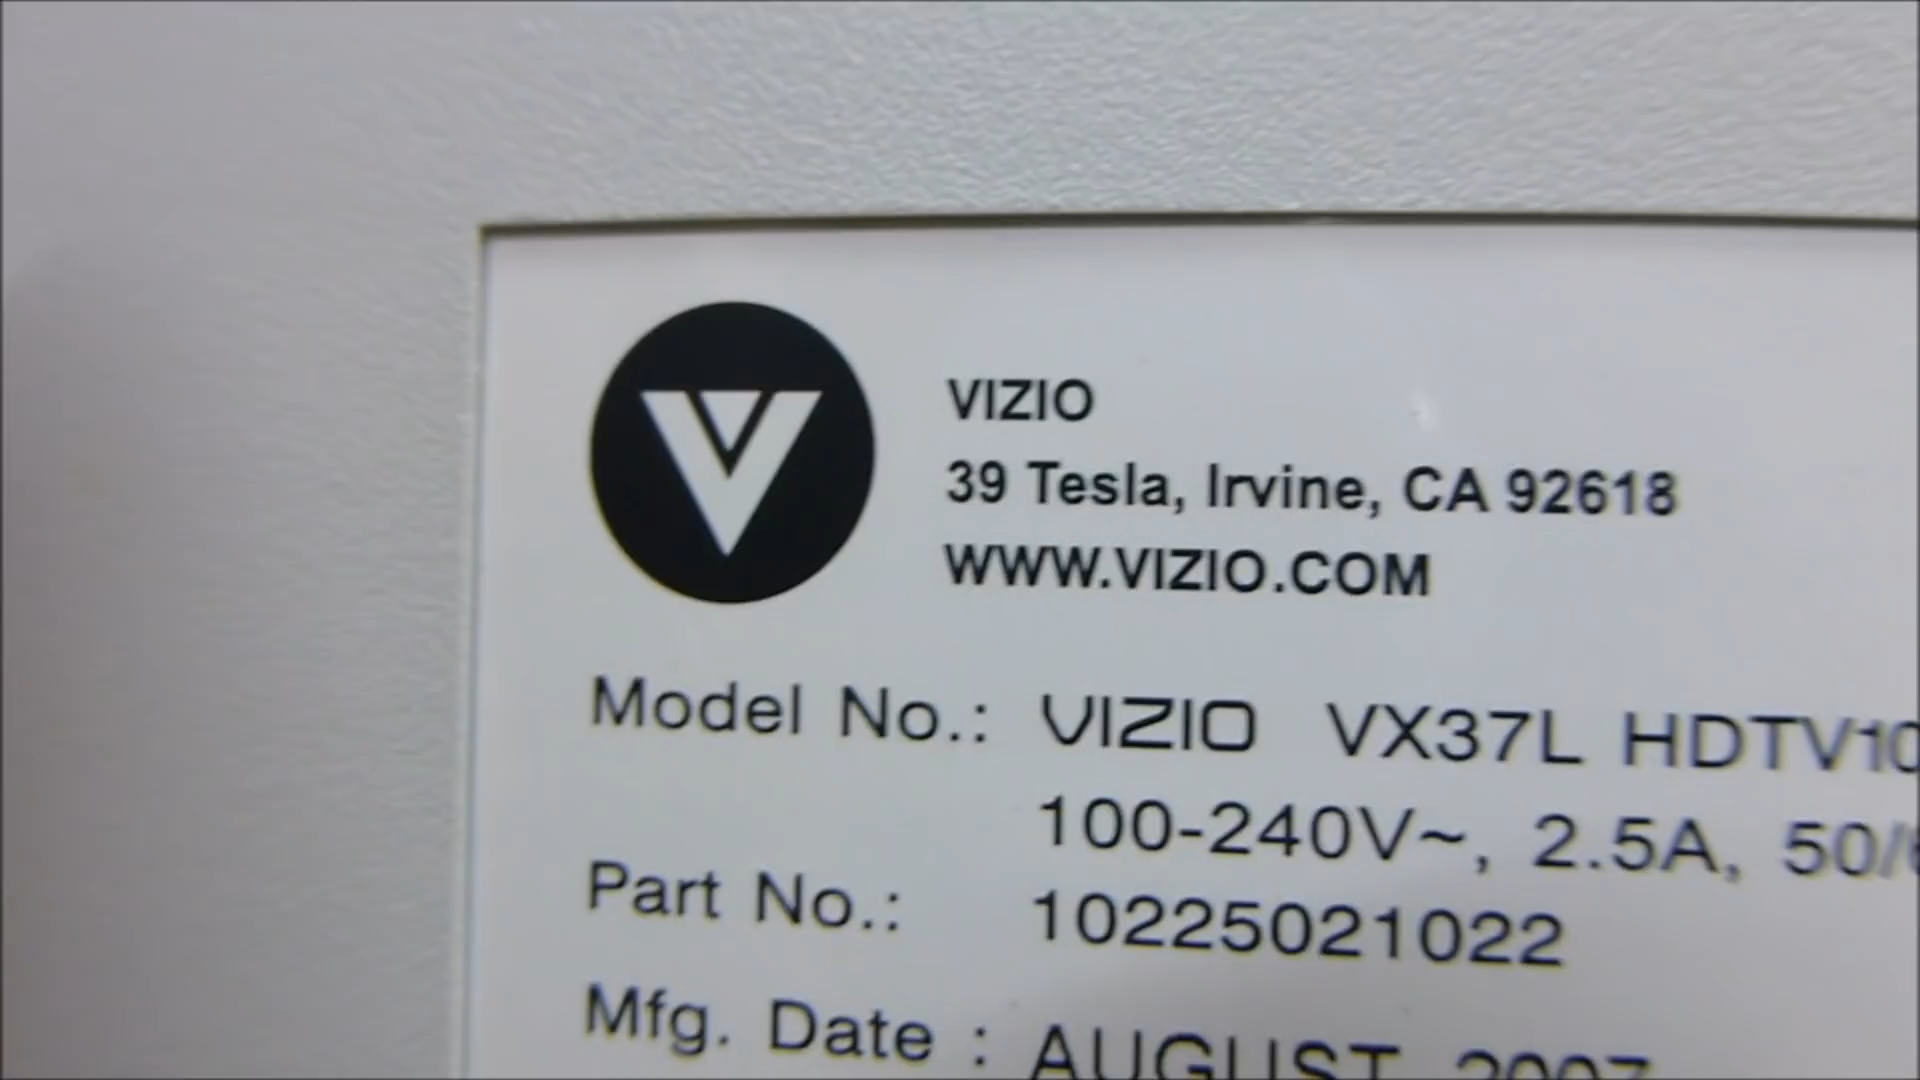 VIZIO
39 Tesla, Irvine, CA 92618
WWW.VIZIO.COM
Model No.: VIZIO VX37L HDTV10
100-240V~, 2.5A, 50/
Part No.: 10225021022
Mfg. Date : AUGUST 2007